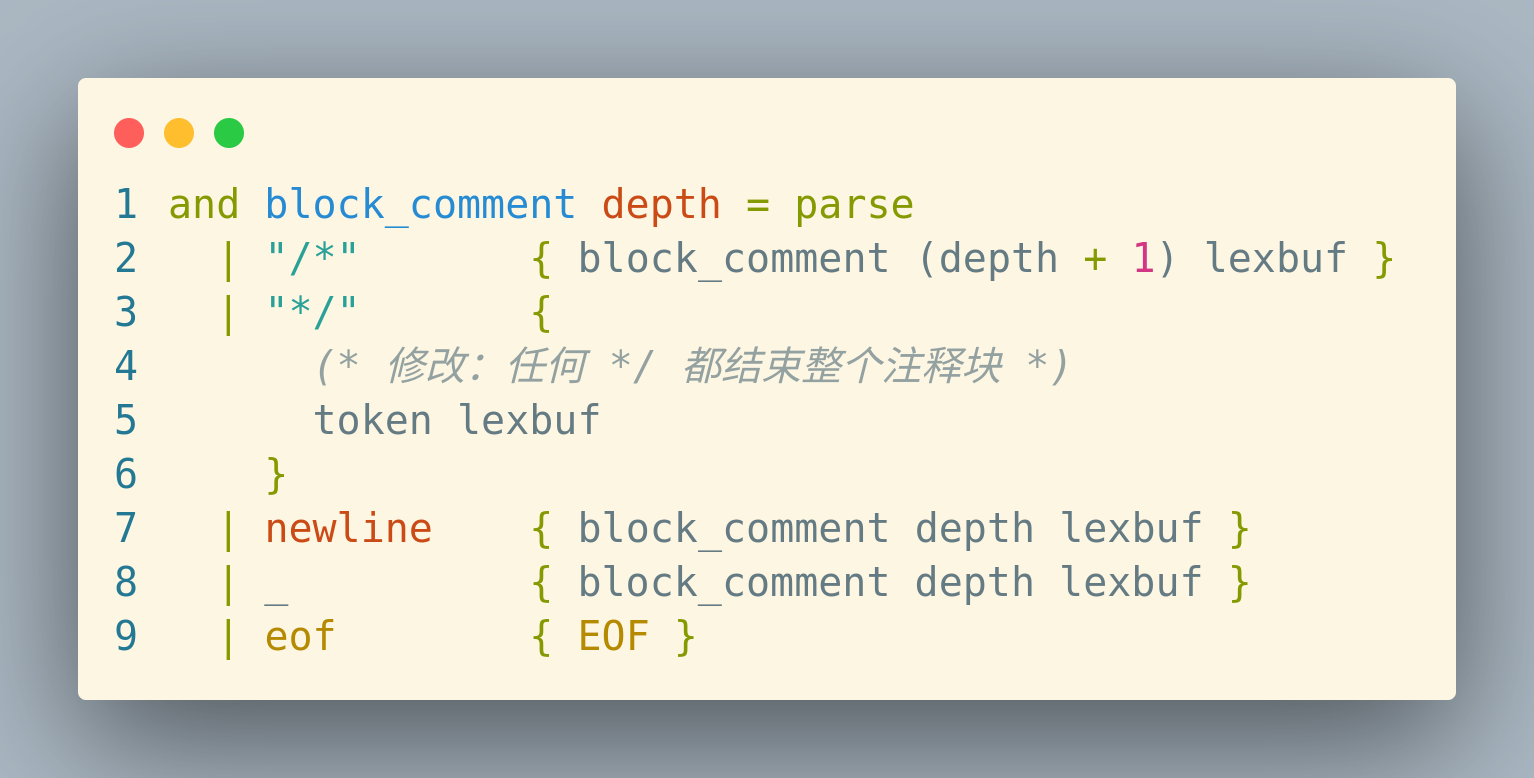 1 and block_comment depth = parse
2   | "/*"       { block_comment (depth + 1) lexbuf }
3   | "*/"       {
4       (* 修改：任何 */ 都结束整个注释块 *)
5       token lexbuf
6     }
7   | newline    { block_comment depth lexbuf }
8   | _          { block_comment depth lexbuf }
9   | eof        { EOF }